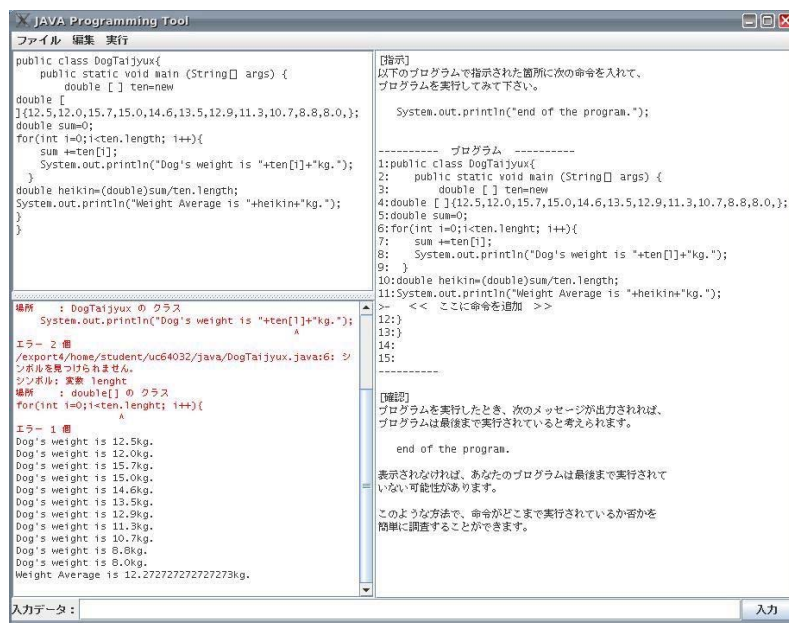 JAVA Programming Tool
ファイル 編集 実行
public class DogTaijyux{
public static void main (String[] args) {
double [ ] ten=new
double [
]{12.5,12.0,15.7,15.0,14.6,13.5,12.9,11.3,10.7,8.8,8.0,};
double sum=0;
for(int i=0;i<ten.length; i++){
sum +=ten[i];
System.out.println("Dog's weight is "+ten[i]+"kg.");
}
double heikin=(double)sum/ten.length;
System.out.println("Weight Average is "+heikin+"kg.");
}
}
場所 : DogTaijyux の クラス
System.out.println("Dog's weight is "+ten[l]+"kg.");
^
エラー 2 個
/export4/home/student/uc64032/java/DogTaijyux.java:6: シ
ンボルを見つけられません。
シンボル: 変数 lenght
場所 : double[] の クラス
for(int i=0;i<ten.lenght; i++){
^
エラー 1 個
Dog's weight is 12.5kg.
Dog's weight is 12.0kg.
Dog's weight is 15.7kg.
Dog's weight is 15.0kg.
Dog's weight is 14.6kg.
Dog's weight is 13.5kg.
Dog's weight is 12.9kg.
Dog's weight is 11.3kg.
Dog's weight is 10.7kg.
Dog's weight is 8.8kg.
Dog's weight is 8.0kg.
Weight Average is 12.272727272727273kg.
[指示]
以下のプログラムで指示された箇所に次の命令を入れて、
プログラムを実行してみて下さい。
System.out.println("end of the program.");
---------- プログラム ----------
1:public class DogTaijyux{
2: public static void main (String[] args) {
3: double [ ] ten=new
4:double [ ]{12.5,12.0,15.7,15.0,14.6,13.5,12.9,11.3,10.7,8.8,8.0,};
5:double sum=0;
6:for(int i=0;i<ten.lenght; i++){
7: sum +=ten[i];
8: System.out.println("Dog's weight is "+ten[l]+"kg.");
9: }
10:double heikin=(double)sum/ten.length;
11:System.out.println("Weight Average is "+heikin+"kg.");
>- << ここに命令を追加 >>
12:}
13:}
14:
15:
----------
[確認]
プログラムを実行したとき、次のメッセージが出力されれば、
プログラムは最後まで実行されていると考えられます。
end of the program.
表示されなければ、あなたのプログラムは最後まで実行されて
いない可能性があります。
このような方法で、命令がどこまで実行されているか否かを
簡単に調査することができます。
入力データ: 入力